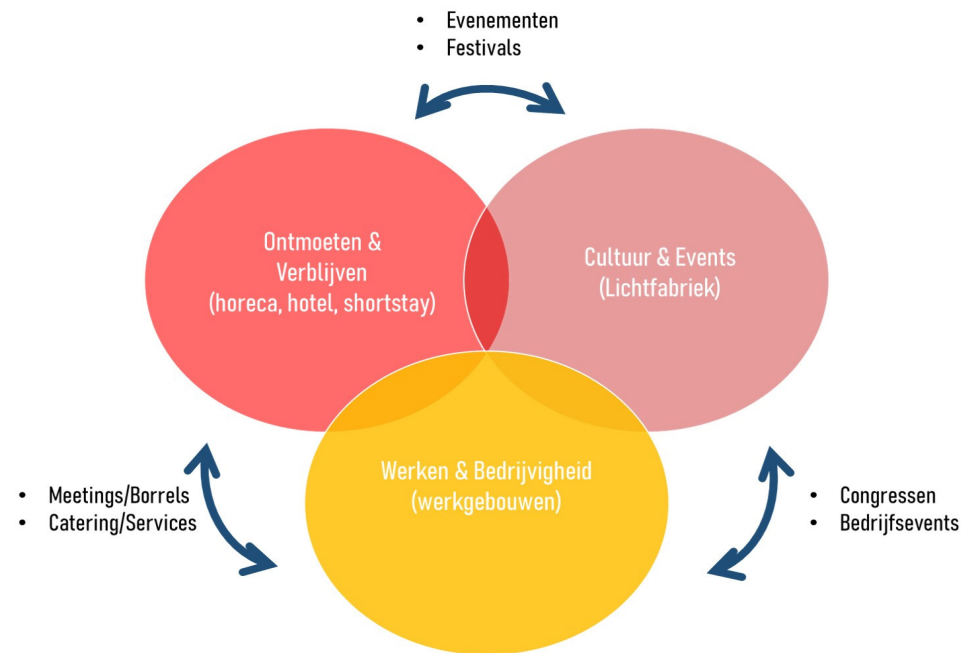 • Evenementen
• Festivals
Ontmoeten &
Verblijven
(horeca, hotel, shortstay)
Cultuur & Events
(Lichtfabriek)
Werken & Bedrijvigheid
(werkgebouwen)
• Meetings/Borrels
• Catering/Services
• Congressen
• Bedrijfsevents